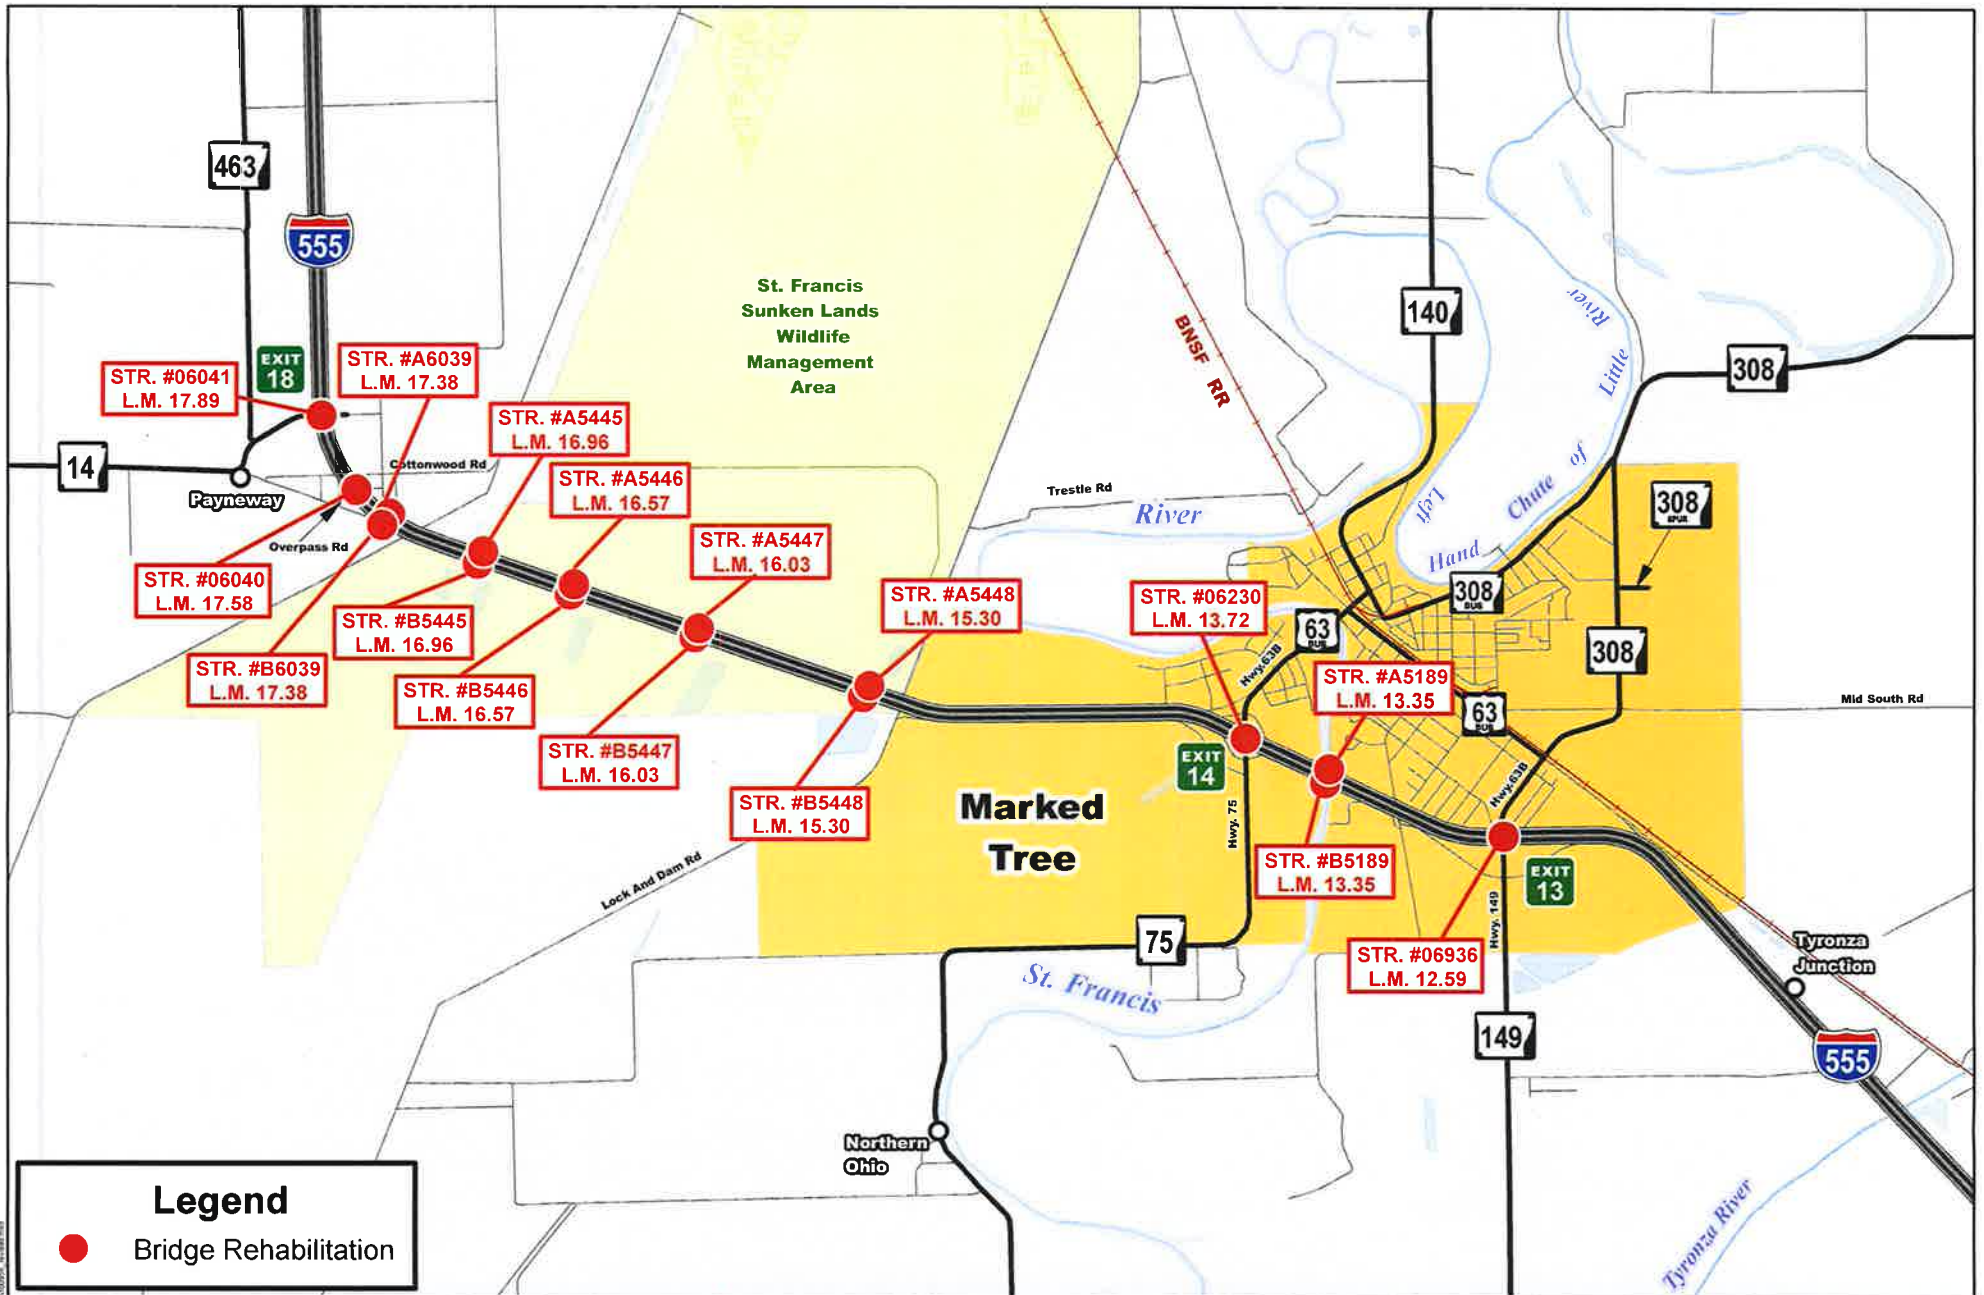 463
555
St. Francis
Sunken Lands
Wildlife
Management
Area
BNSF RR
140
River
Little
308
EXIT
18
STR. #A6039
L.M. 17.38
STR. #06041
L.M. 17.89
STR. #A5445
L.M. 16.96
14
Cottonwood Rd
Payneway
STR. #A5446
L.M. 16.57
Trestle Rd
River
Left
Hand
Chute of
308
SPUR
Overpass Rd
STR. #A5447
L.M. 16.03
STR. #06040
L.M. 17.58
STR. #A5448
L.M. 15.30
STR. #06230
L.M. 13.72
308
BUS
63
BUS
STR. #B5445
L.M. 16.96
308
Hwy.63B
STR. #B6039
L.M. 17.38
STR. #B5446
L.M. 16.57
STR. #A5189
L.M. 13.35
63
BUS
Mid South Rd
STR. #B5447
L.M. 16.03
EXIT
14
Hwy.63B
STR. #B5448
L.M. 15.30
Marked
Tree
Hwy. 75
STR. #B5189
L.M. 13.35
EXIT
13
Lock And Dam Rd
Hwy. 149
75
STR. #06936
L.M. 12.59
Tyronza
Junction
St. Francis
149
555
Northern
Ohio
Tyronza River
Legend
Bridge Rehabilitation